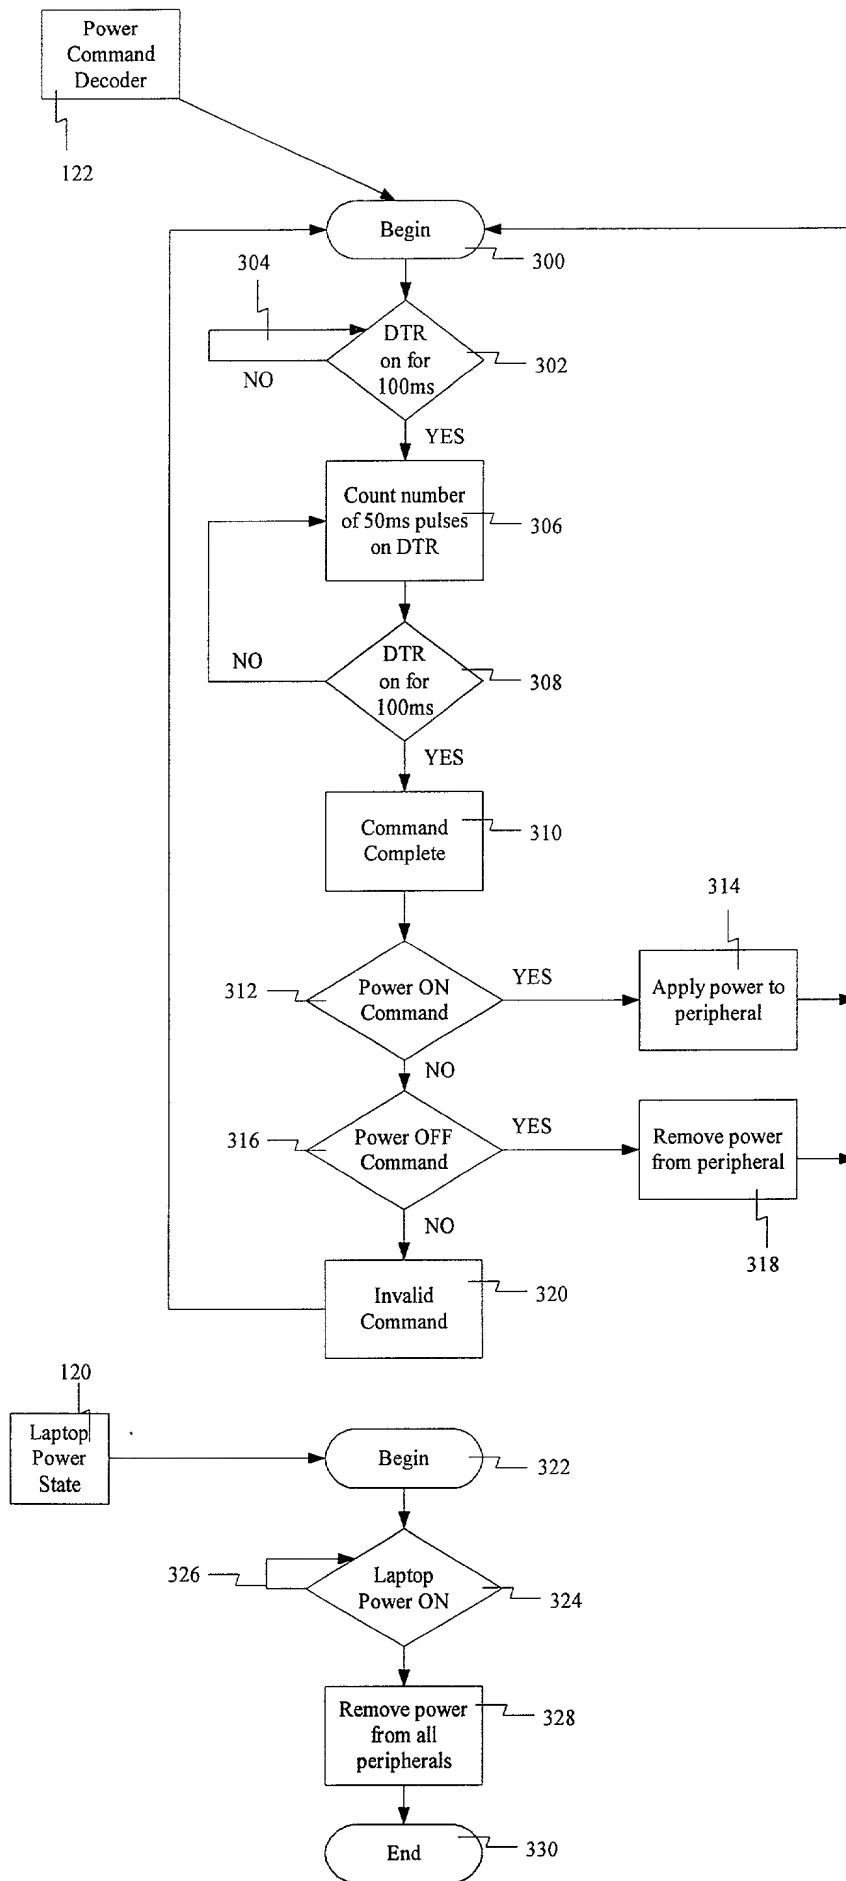 Power
Command
Decoder
122
Begin
300
304
DTR
on for
100ms
302
NO
YES
Count number
of 50ms pulses
on DTR
306
NO
DTR
on for
100ms
308
YES
Command
Complete
310
314
312
Power ON
Command
YES
Apply power to
peripheral
NO
316
Power OFF
Command
YES
Remove power
from peripheral
NO
318
Invalid
Command
320
120
Laptop
Power
State
Begin
322
326
Laptop
Power ON
324
Remove power
from all
peripherals
328
End
330